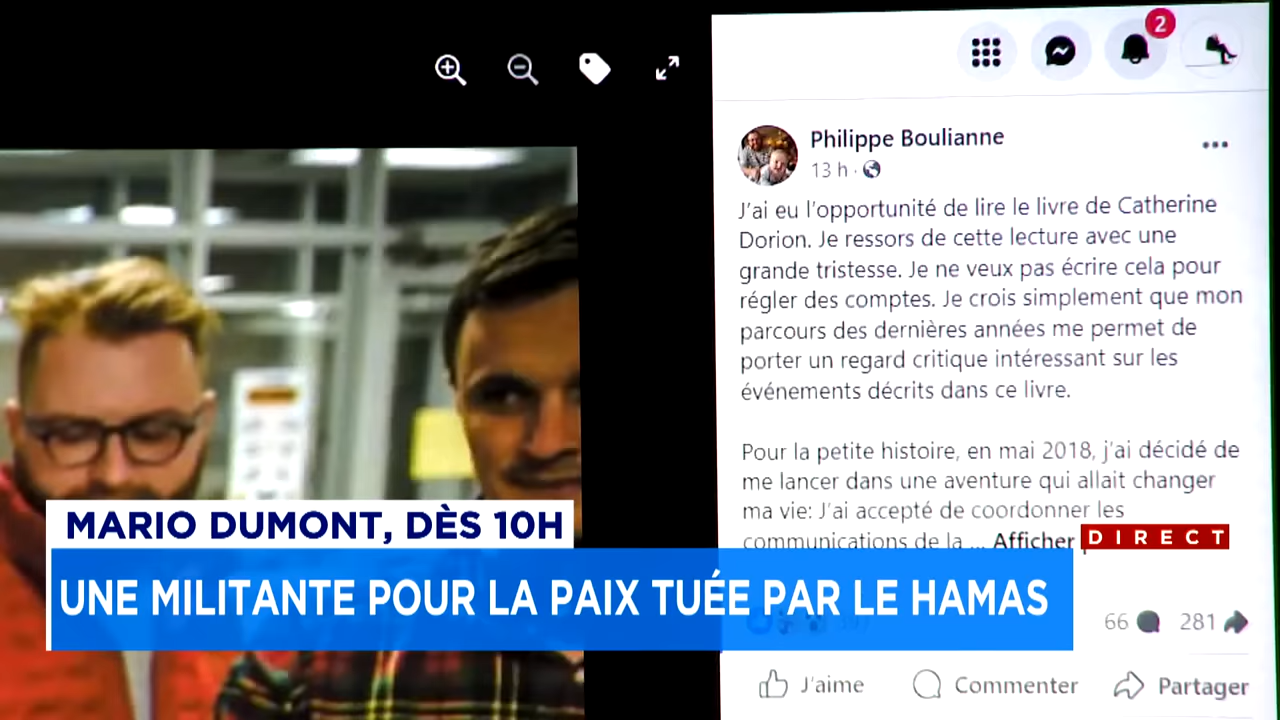 2
Philippe Boulianne
13 h ·
J'ai eu l'opportunité de lire le livre de Catherine
Dorion. Je ressors de cette lecture avec une
grande tristesse. Je ne veux pas écrire cela pour
régler des comptes. Je crois simplement que mon
parcours des dernières années me permet de
porter un regard critique intéressant sur les
événements décrits dans ce livre.
Pour la petite histoire, en mai 2018, j'ai décidé de
me lancer dans une aventure qui allait changer
ma vie: J'ai accepté de coordonner les
communications de la ... Afficher
DIRECT
MARIO DUMONT, DÈS 10H
UNE MILITANTE POUR LA PAIX TUÉE PAR LE HAMAS
66 281
J'aime Commenter Partager